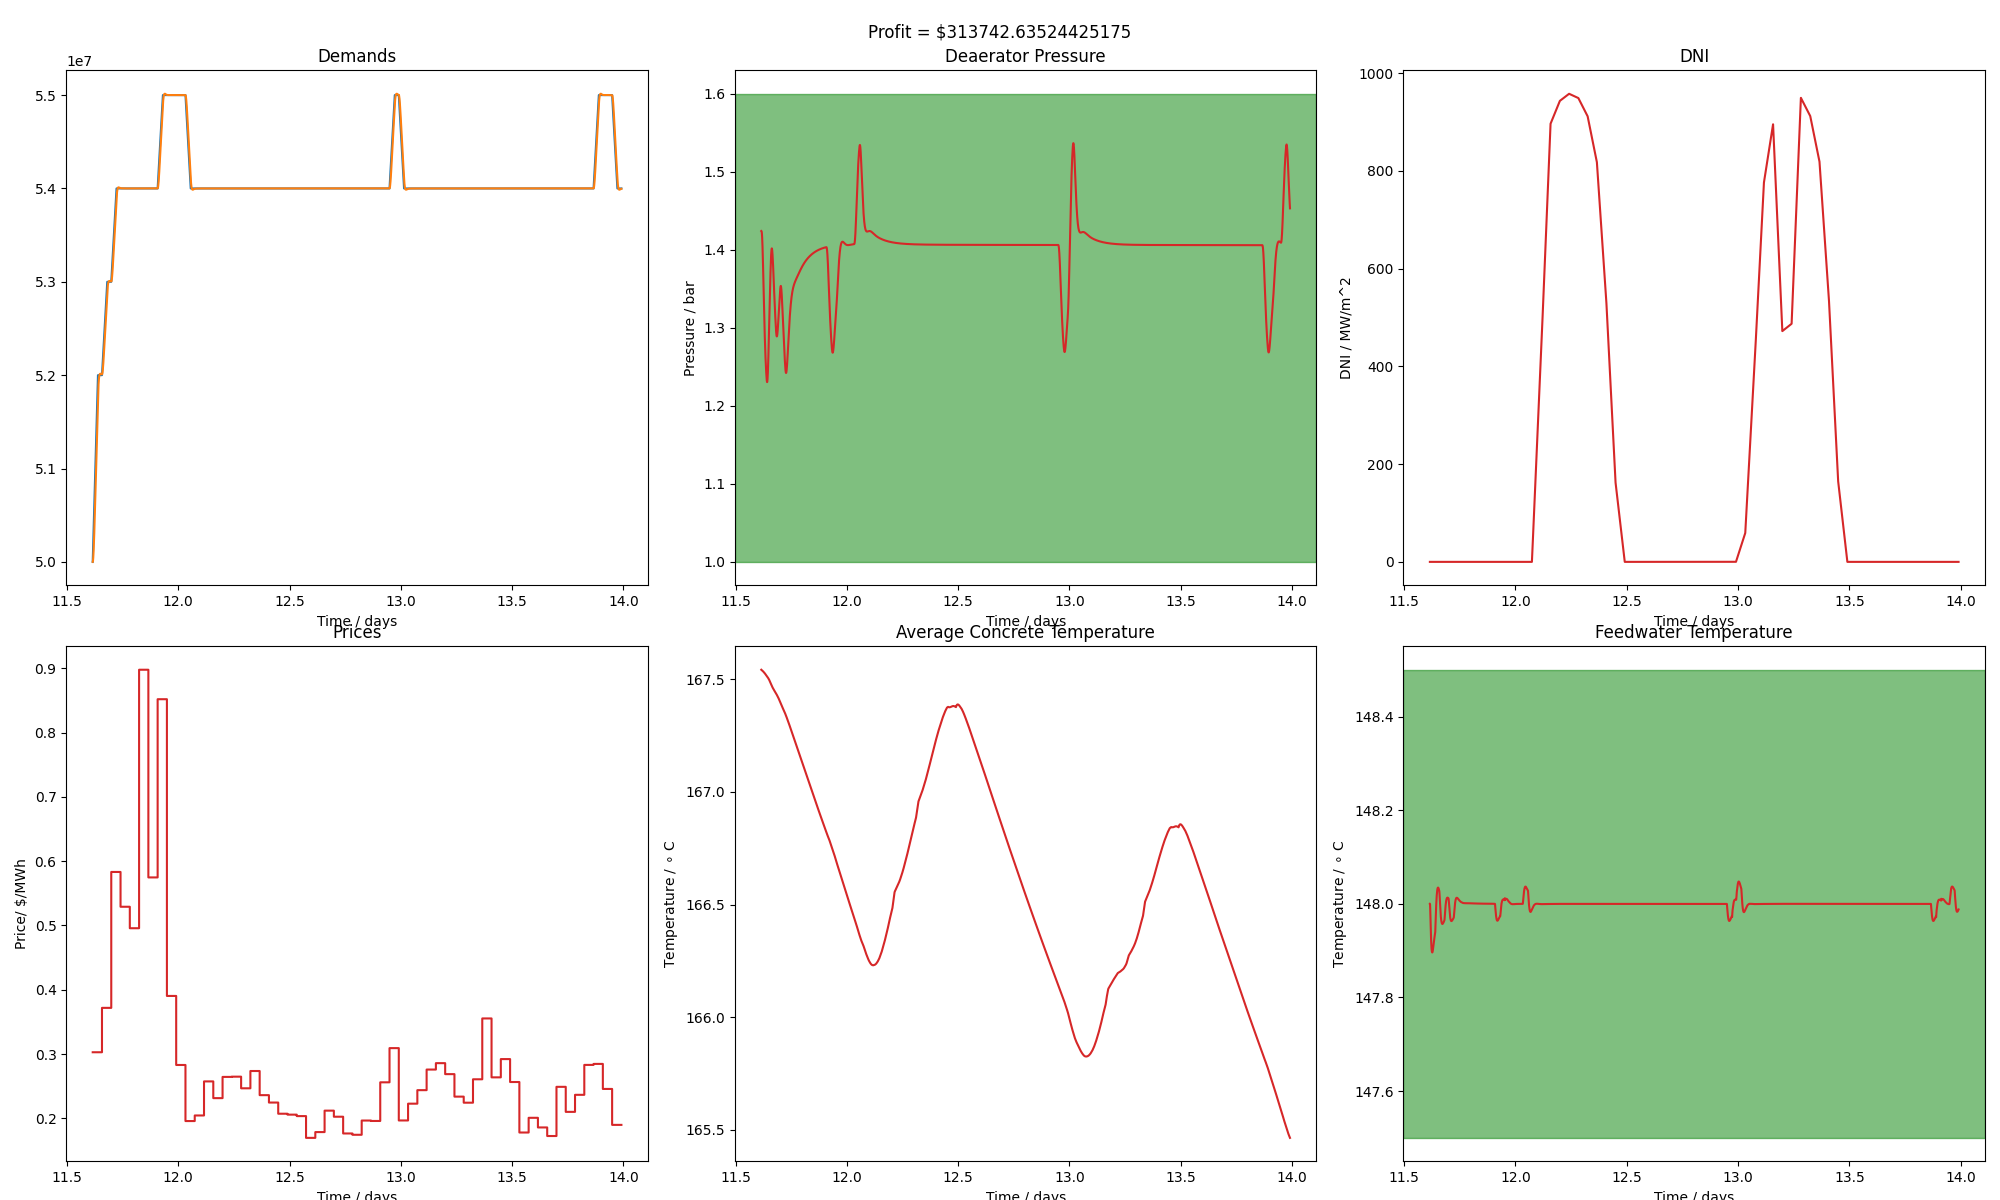 Profit = $313742.63524425175
Demands
1e7
5.5
5.4
5.3
5.2
5.1
5.0
11.5 12.0 12.5 13.0 13.5 14.0
Time / days
Deaerator Pressure
Pressure / bar
1.6
1.5
1.4
1.3
1.2
1.1
1.0
11.5 12.0 12.5 13.0 13.5 14.0
Time / days
DNI
DNI / MW/m^2
1000
800
600
400
200
0
11.5 12.0 12.5 13.0 13.5 14.0
Time / days
Prices
Price/ $/MWh
0.9
0.8
0.7
0.6
0.5
0.4
0.3
0.2
11.5 12.0 12.5 13.0 13.5 14.0
Time / days
Average Concrete Temperature
Temperature / ∘ C
167.5
167.0
166.5
166.0
165.5
11.5 12.0 12.5 13.0 13.5 14.0
Time / days
Feedwater Temperature
Temperature / ∘ C
148.4
148.2
148.0
147.8
147.6
11.5 12.0 12.5 13.0 13.5 14.0
Time / days